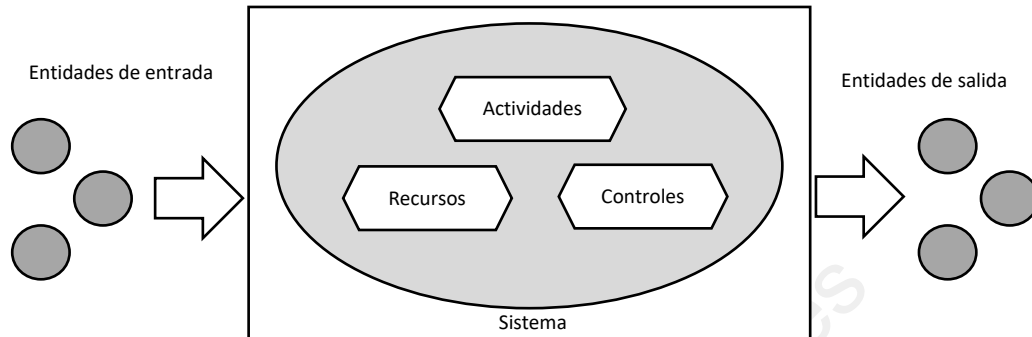 Entidades de entrada
Actividades
Recursos
Controles
Sistema
Entidades de salida